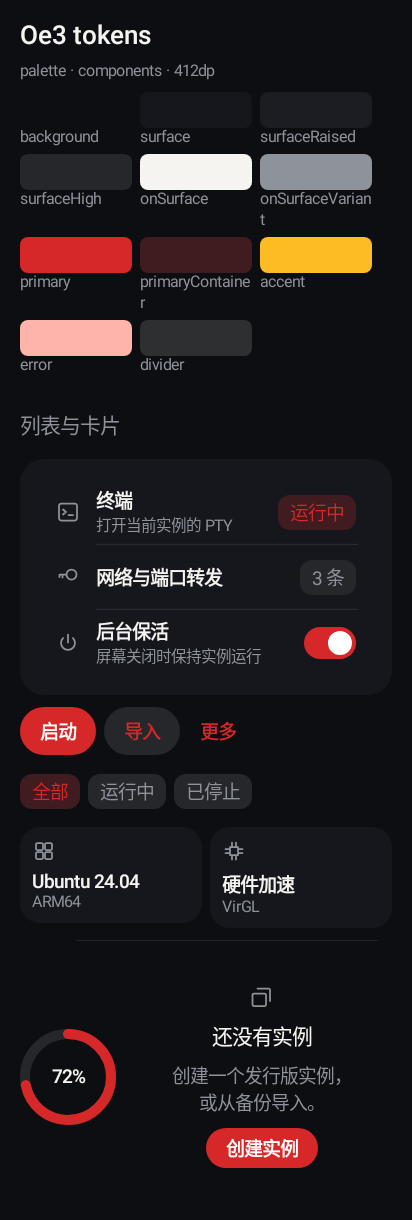 Oe3 tokens
palette · components · 412dp
background surface surfaceRaised
surfaceHigh onSurface onSurfaceVarian
t
primary primaryContaine accent
r
error divider
列表与卡片
终端
打开当前实例的 PTY
运行中
网络与端口转发
3 条
后台保活
屏幕关闭时保持实例运行
启动 导入 更多
全部 运行中 已停止
Ubuntu 24.04
ARM64
硬件加速
VirGL
72%
还没有实例
创建一个发行版实例，
或从备份导入。
创建实例